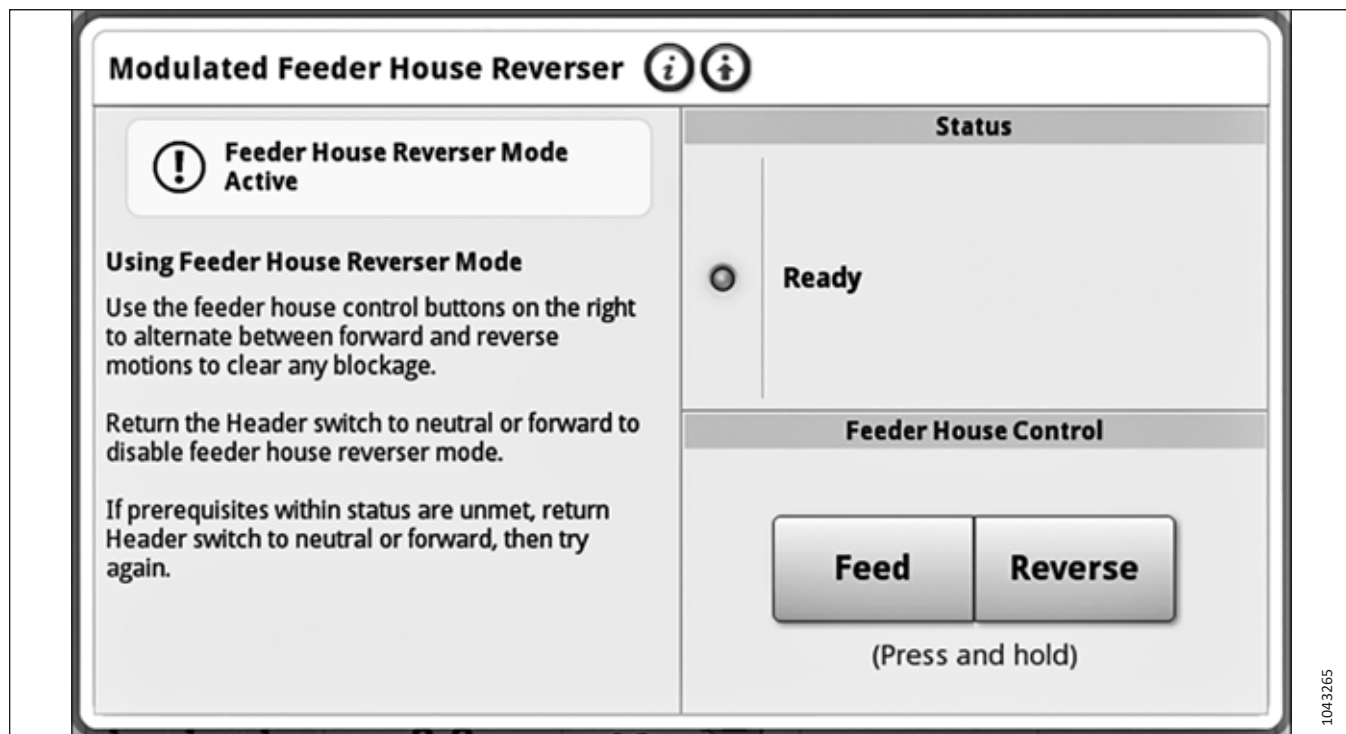 Modulated Feeder House Reverser
Feeder House Reverser Mode
Active
Using Feeder House Reverser Mode
Use the feeder house control buttons on the right
to alternate between forward and reverse
motions to clear any blockage.
Return the Header switch to neutral or forward to
disable feeder house reverser mode.
If prerequisites within status are unmet, return
Header switch to neutral or forward, then try
again.
Status
Ready
Feeder House Control
Feed
Reverse
(Press and hold)
1043265